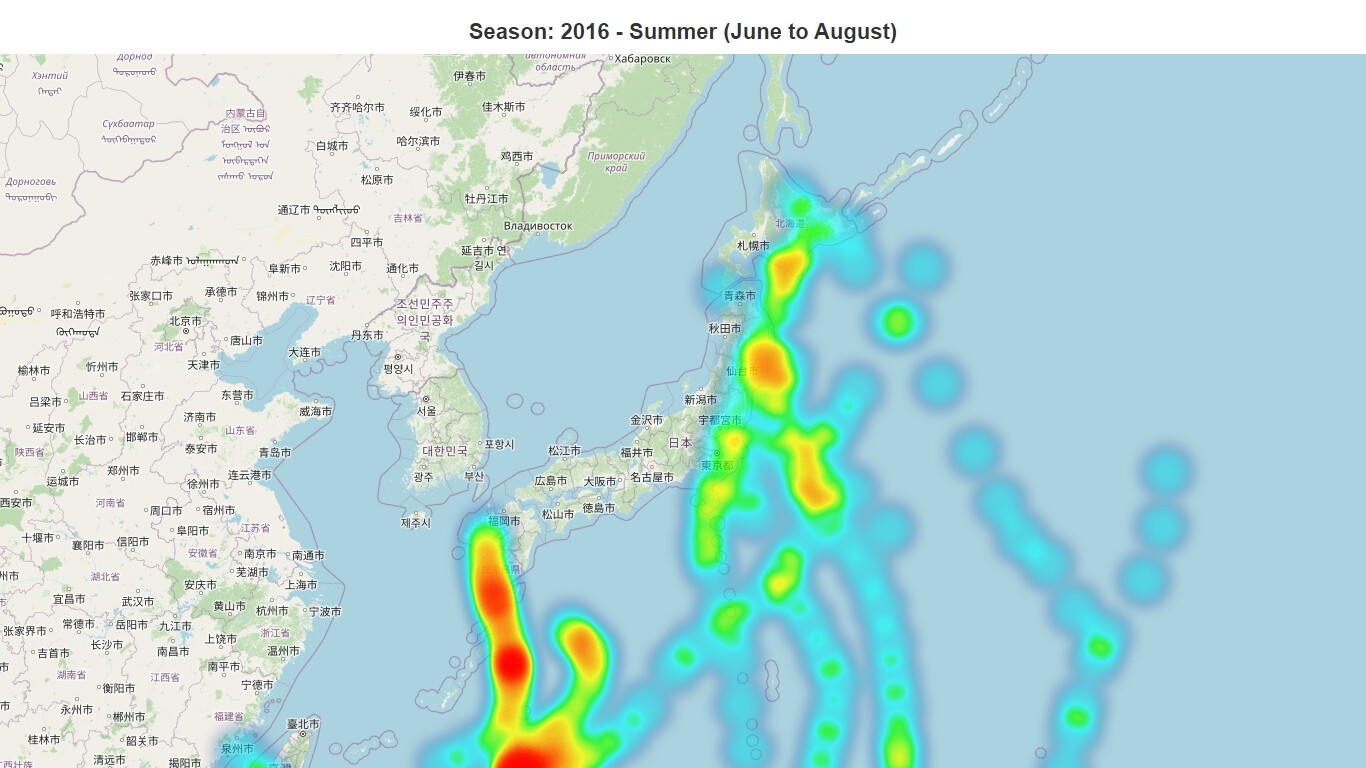 Season: 2016 - Summer (June to August)
Дорнод
автономная
область
Хабаровск
Хэнтий
伊春市
齐齐哈尔市
绥化市
佳木斯市
内蒙古自
治区
Сүхбаатар
白城市
哈尔滨市
鸡西市
Приморский
край
松原市
Дорноговь
牡丹江市
通辽市
吉林省
Владивосток
北海道
四平市
札幌市
延吉市 연
길시
赤峰市
阜新市
沈阳市
通化市
张家口市
承德市
锦州市
辽宁省
조선민주주
의인민공화
국
青森市
呼和浩特市
北京市
丹东市
秋田市
河北省
唐山市
大连市
天津市
평양시
仙台市
榆林市
忻州市
吕梁市
山西省
石家庄市
东营市
威海市
서울
新潟市
济南市
金沢市
宇都宮市
延安市
长治市
邯郸市
山东省
포항시
日本
陕西省
泰安市
青岛市
대한민국
松江市
福井市
東京都
运城市
郑州市
连云港市
광주
부산
広島市
大阪市
名古屋市
西安市
河南省
徐州市
周口市
宿州市
제주시
福岡市
松山市
徳島市
十堰市
襄阳市
信阳市
阜阳市
江苏省
安徽省
南京市
南通市
湖北省
安庆市
芜湖市
上海市
宜昌市
武汉市
黄山市
杭州市
宁波市
张家界市
常德市
岳阳市
九江市
浙江省
吉首市
长沙市
南昌市
上饶市
温州市
湖南省
江西省
南平市
宁德市
衡阳市
永州市
郴州市
福建省
臺北市
桂林市
韶关市
泉州市
清远市
揭阳市